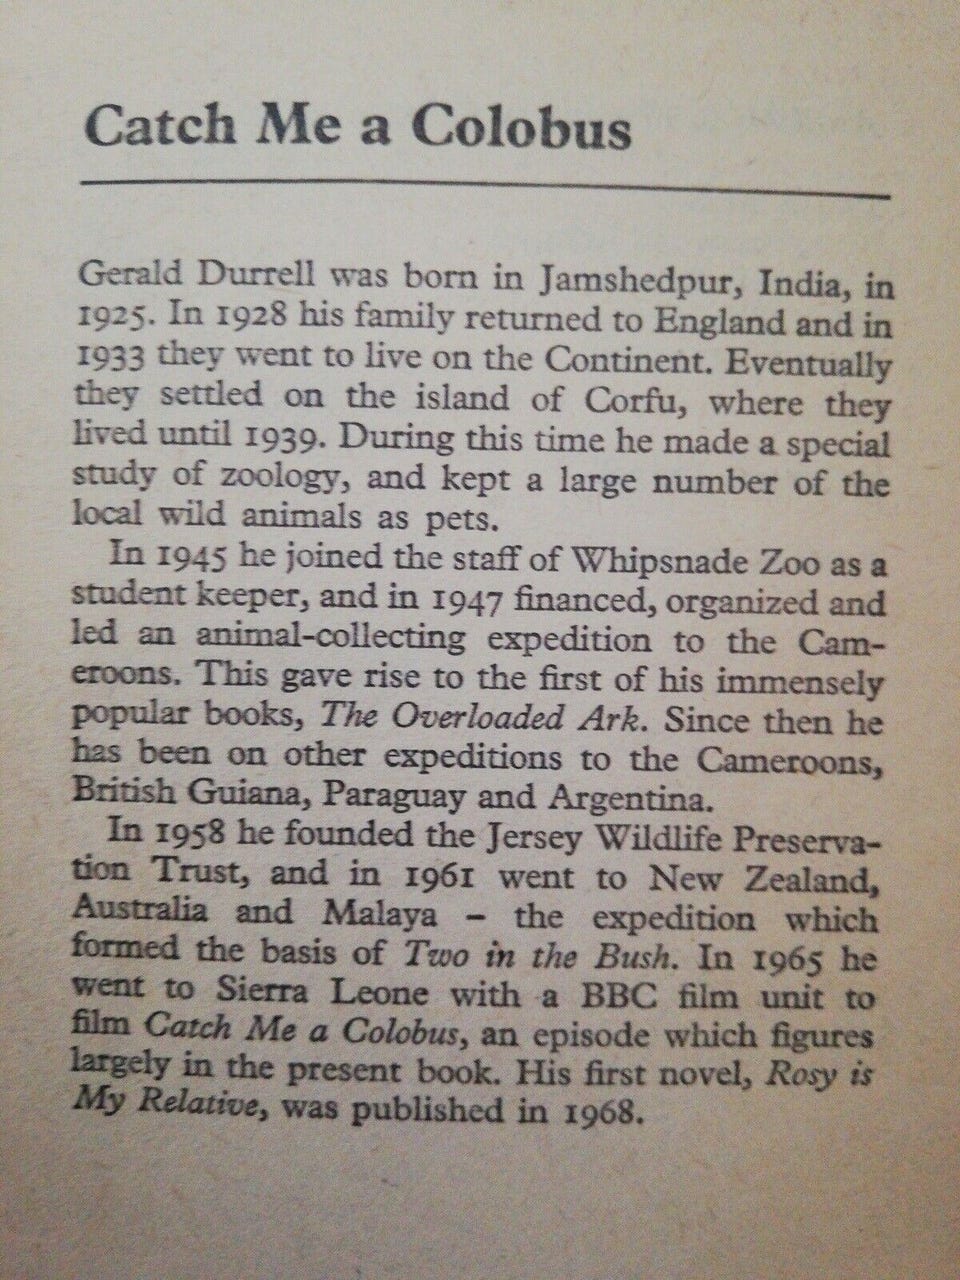 Catch Me a Colobus
Gerald Durrell was born in Jamshedpur, India, in
1925. In 1928 his family returned to England and in
1933 they went to live on the Continent. Eventually
they settled on the island of Corfu, where they
lived until 1939. During this time he made a special
study of zoology, and kept a large number of the
local wild animals as pets.
In 1945 he joined the staff of Whipsnade Zoo as a
student keeper, and in 1947 financed, organized and
led an animal-collecting expedition to the Cam-
eroons. This gave rise to the first of his immensely
popular books, The Overloaded Ark. Since then he
has been on other expeditions to the Cameroons,
British Guiana, Paraguay and Argentina.
In 1958 he founded the Jersey Wildlife Preserva-
tion Trust, and in 1961 went to New Zealand,
Australia and Malaya – the expedition which
formed the basis of Two in the Bush. In 1965 he
went to Sierra Leone with a BBC film unit to
film Catch Me a Colobus, an episode which figures
largely in the present book. His first novel, Rosy is
My Relative, was published in 1968.